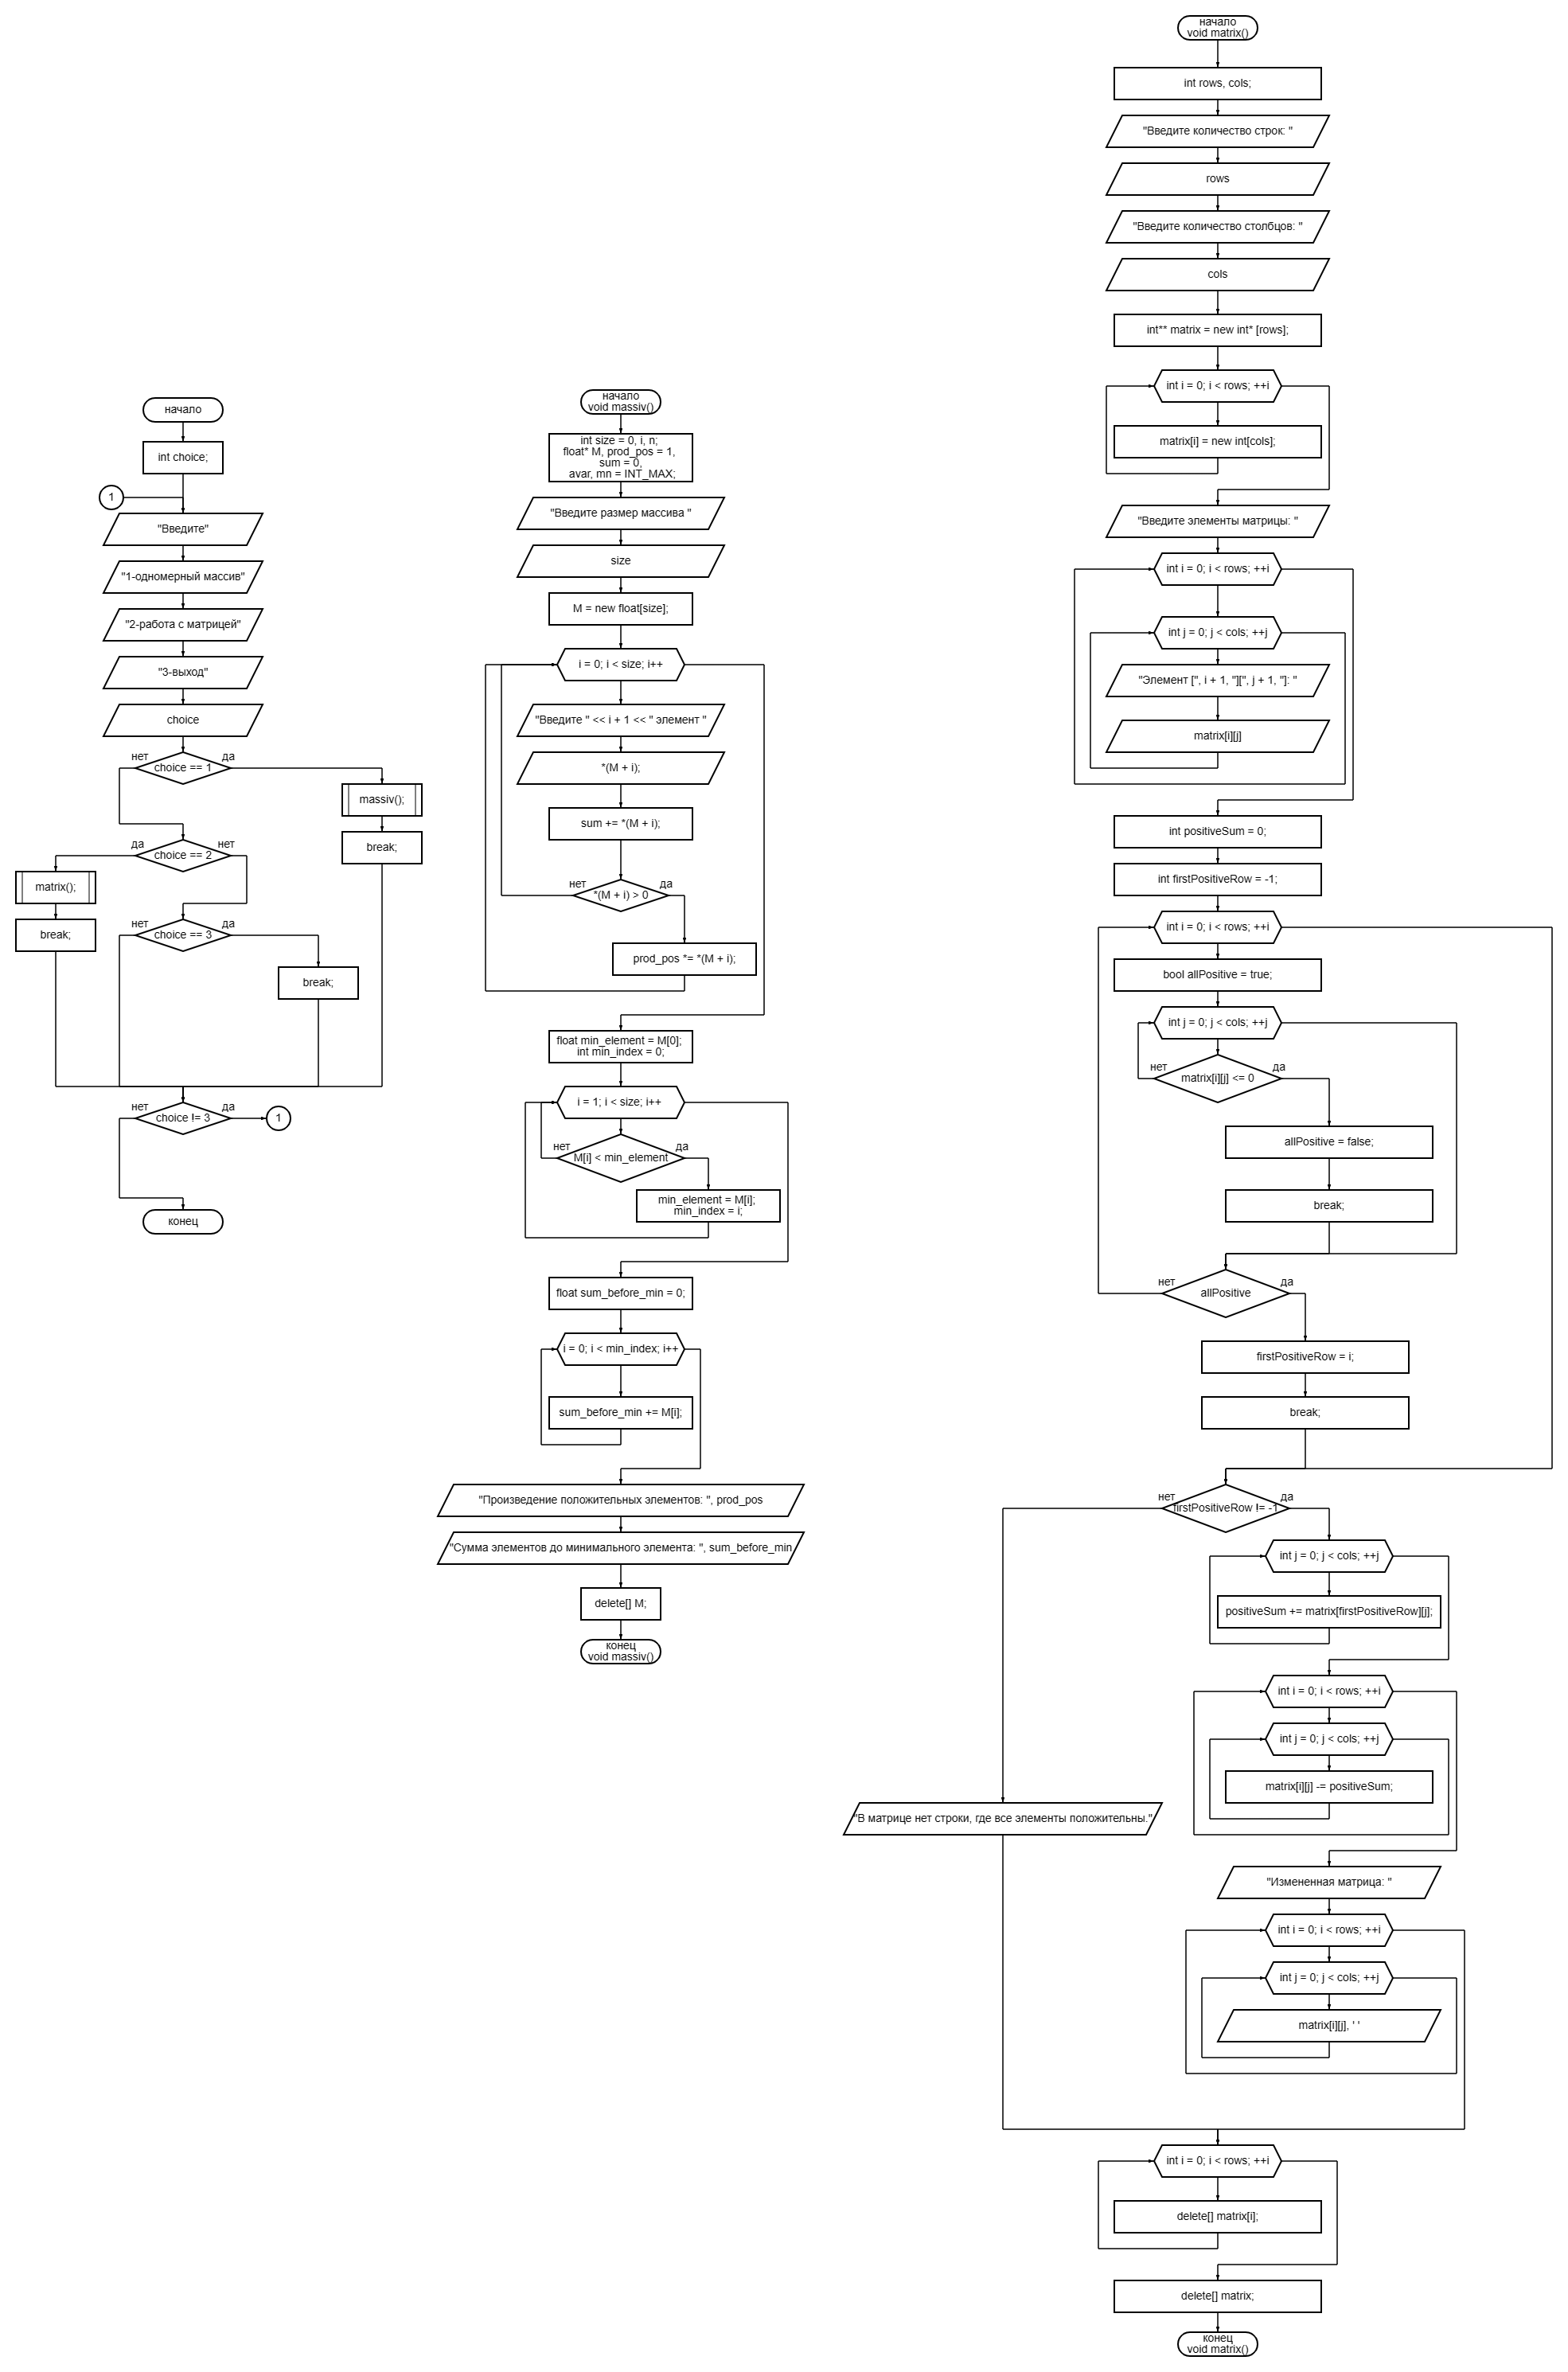 начало
int choice;
1
"Введите"
"1-одномерный массив"
"2-работа с матрицей"
"3-выход"
choice
нет
да
choice == 1
massiv();
break;
да
нет
choice == 2
matrix();
break;
нет
да
choice == 3
break;
нет
да
choice != 3
1
конец
начало
void massiv()
int size = 0, i, n;
float* M, prod_pos = 1,
sum = 0,
avar, mn = INT_MAX;
"Введите размер массива "
size
M = new float[size];
i = 0; i < size; i++
"Введите " << i + 1 << " элемент "
*(M + i);
sum += *(M + i);
нет
да
*(M + i) > 0
prod_pos *= *(M + i);
float min_element = M[0];
int min_index = 0;
i = 1; i < size; i++
нет
да
M[i] < min_element
min_element = M[i];
min_index = i;
float sum_before_min = 0;
i = 0; i < min_index; i++
sum_before_min += M[i];
"Произведение положительных элементов: ", prod_pos
"Сумма элементов до минимального элемента: ", sum_before_min
delete[] M;
конец
void massiv()
начало
void matrix()
int rows, cols;
"Введите количество строк: "
rows
"Введите количество столбцов: "
cols
int** matrix = new int* [rows];
int i = 0; i < rows; ++i
matrix[i] = new int[cols];
"Введите элементы матрицы: "
int i = 0; i < rows; ++i
int j = 0; j < cols; ++j
"Элемент [", i + 1, "][", j + 1, "]: "
matrix[i][j]
int positiveSum = 0;
int firstPositiveRow = -1;
int i = 0; i < rows; ++i
bool allPositive = true;
int j = 0; j < cols; ++j
нет
да
matrix[i][j] <= 0
allPositive = false;
break;
нет
да
allPositive
firstPositiveRow = i;
break;
нет
да
firstPositiveRow != -1
int j = 0; j < cols; ++j
positiveSum += matrix[firstPositiveRow][j];
int i = 0; i < rows; ++i
int j = 0; j < cols; ++j
matrix[i][j] -= positiveSum;
"В матрице нет строки, где все элементы положительны."
"Измененная матрица: "
int i = 0; i < rows; ++i
int j = 0; j < cols; ++j
matrix[i][j], ' '
int i = 0; i < rows; ++i
delete[] matrix[i];
delete[] matrix;
конец
void matrix()